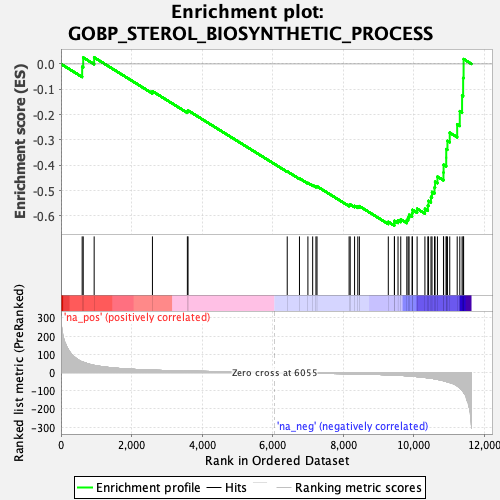 Enrichment plot:
GOBP_STEROL_BIOSYNTHETIC_PROCESS
Enrichment score (ES)
0.0
-0.1
-0.2
-0.3
-0.4
-0.5
-0.6
'na_pos' (positively correlated)
Ranked list metric (PreRanked)
300
200
100
0
-100
-200
-300
Zero cross at 6055
'na_neg' (negatively correlated)
0
2,000
4,000
6,000
8,000
10,000
12,000
Rank in Ordered Dataset
Enrichment profile
Hits
Ranking metric scores